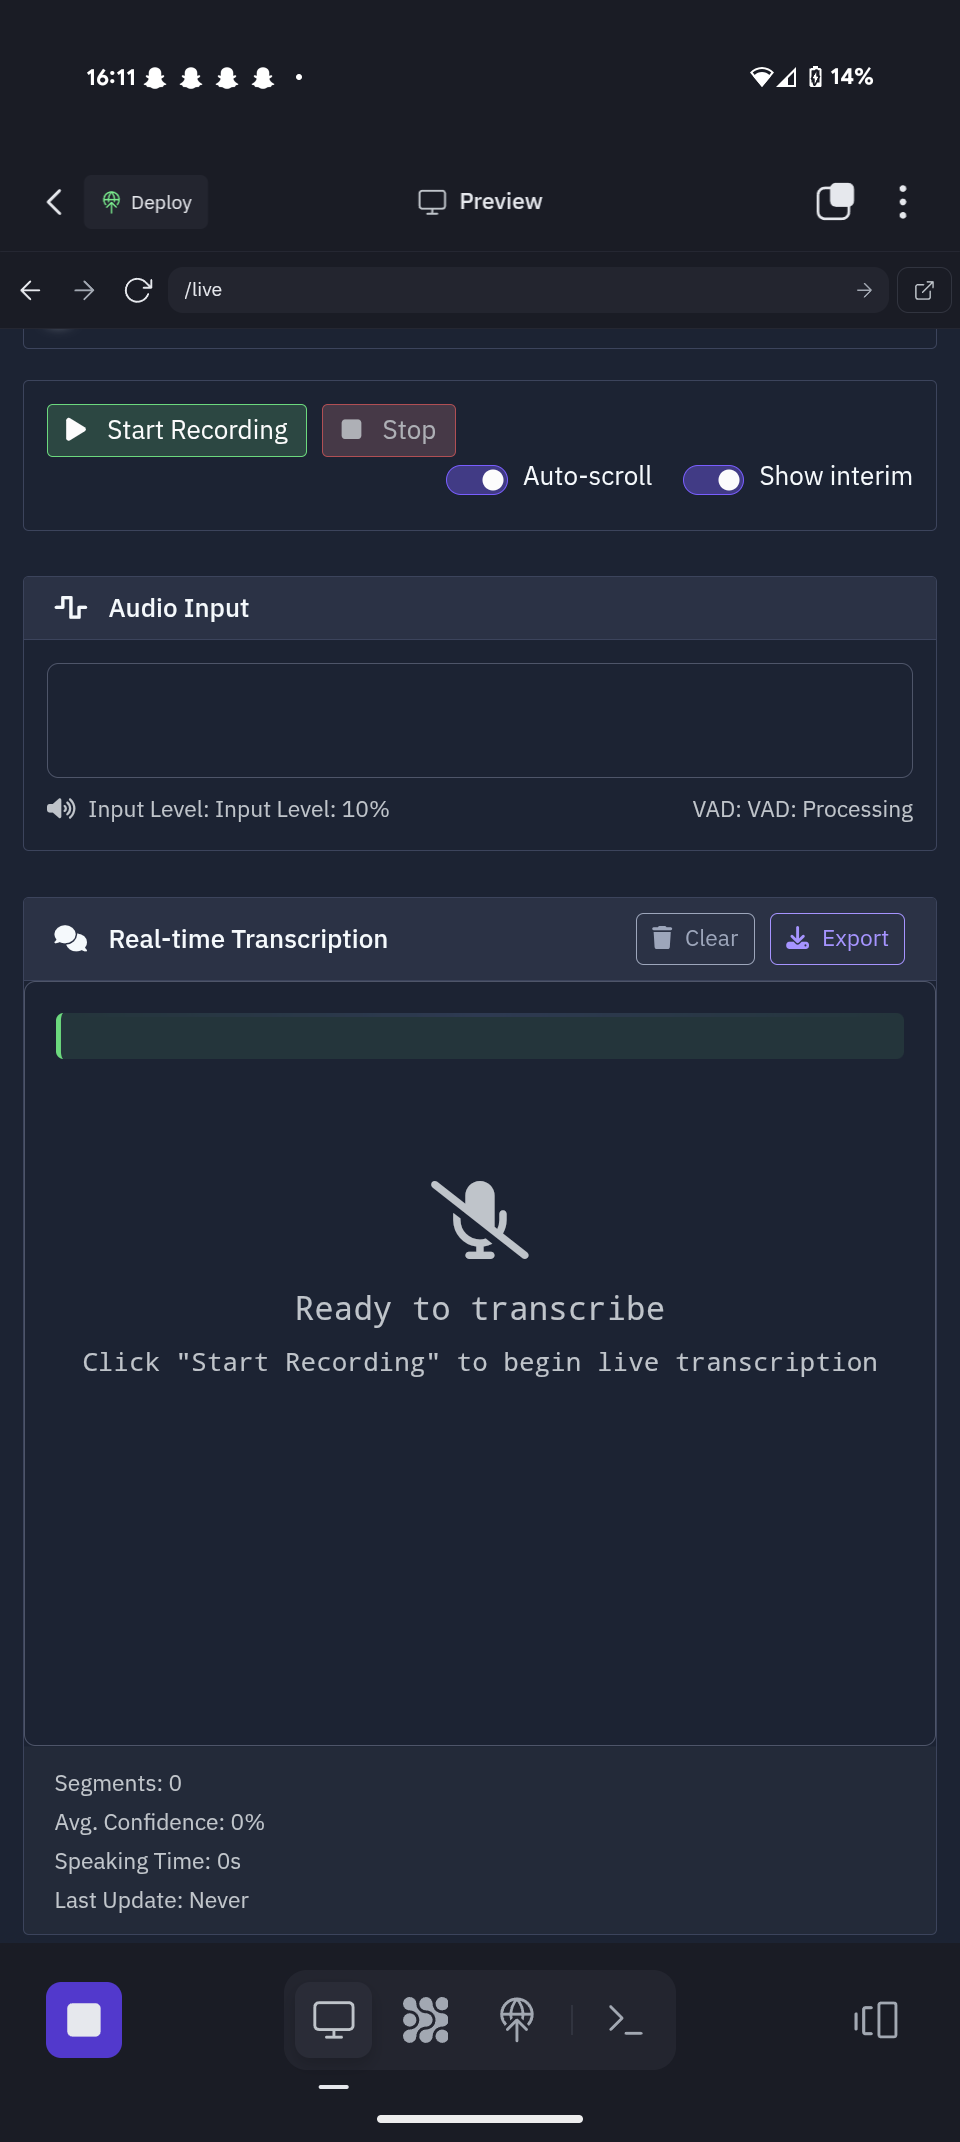 16:11
14%
Deploy
Preview
/live
Start Recording
Stop
Auto-scroll
Show interim
Audio Input
Input Level: Input Level: 10%
VAD: VAD: Processing
Real-time Transcription
Clear
Export
Ready to transcribe
Click "Start Recording" to begin live transcription
Segments: 0
Avg. Confidence: 0%
Speaking Time: 0s
Last Update: Never